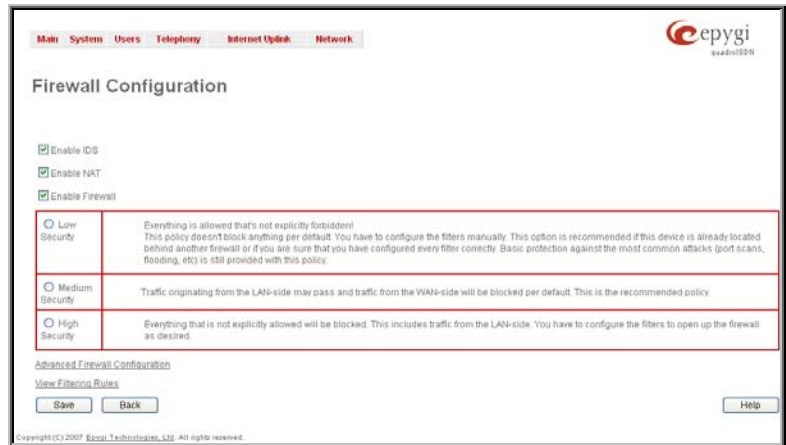 Main System Users Telephony Internet Uplink Network
epygi
quadroISDN
Firewall Configuration
Enable IDS
Enable NAT
Enable Firewall
Low
Security
Everything is allowed that's not explicitly forbidden!
This policy doesn't block anything per default. You have to configure the filters manually. This option is recommended if this device is already located
behind another firewall or if you are sure that you have configured every filter correctly. Basic protection against the most common attacks (port scans,
flooding, etc) is still provided with this policy.
Medium
Security
Traffic originating from the LAN-side may pass and traffic from the WAN-side will be blocked per default. This is the recommended policy.
High
Security
Everything that is not explicitly allowed will be blocked. This includes traffic from the LAN-side. You have to configure the filters to open up the firewall
as desired.
Advanced Firewall Configuration
View Filtering Rules
Save Back Help
Copyright (C) 2007 Epygi Technologies, Ltd. All rights reserved.